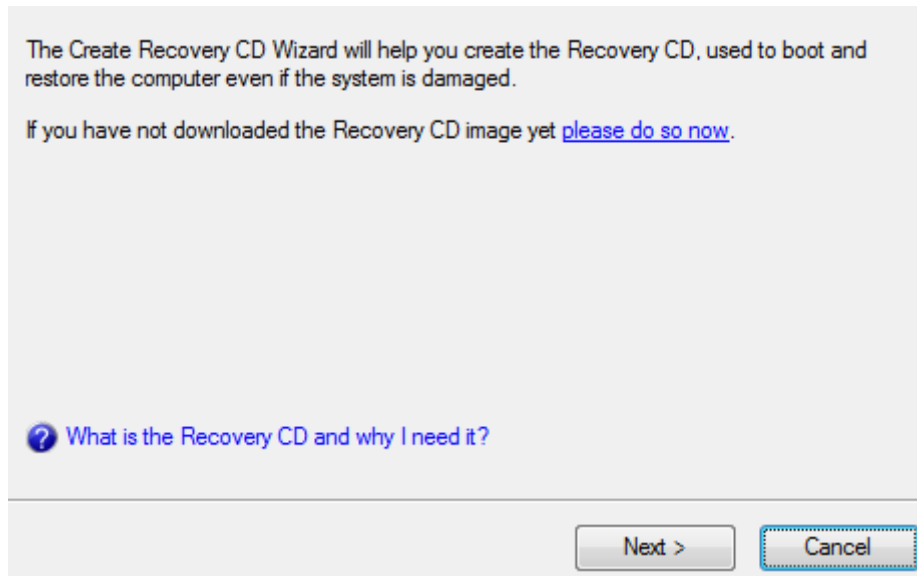 The Create Recovery CD Wizard will help you create the Recovery CD, used to boot and
restore the computer even if the system is damaged.
If you have not downloaded the Recovery CD image yet please do so now.
What is the Recovery CD and why I need it?
Next >
Cancel